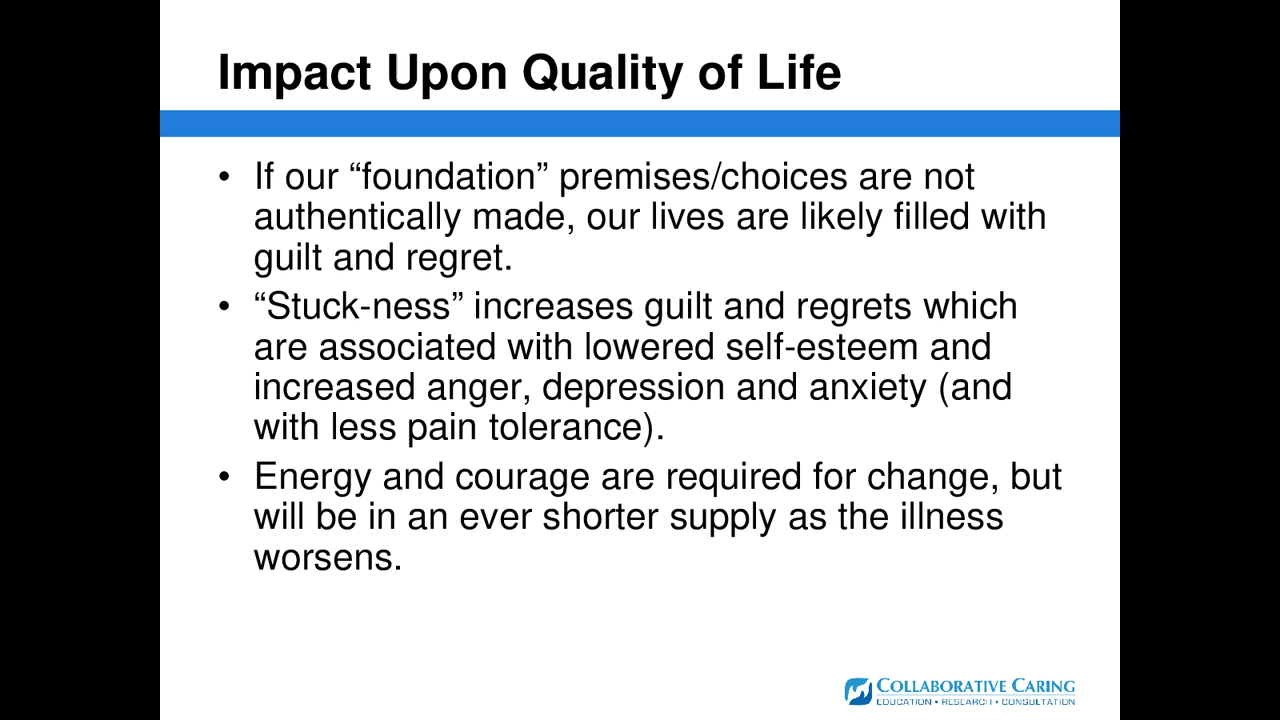 Impact Upon Quality of Life
• If our “foundation” premises/choices are not
authentically made, our lives are likely filled with
guilt and regret.
• “Stuck-ness” increases guilt and regrets which
are associated with lowered self-esteem and
increased anger, depression and anxiety (and
with less pain tolerance).
• Energy and courage are required for change, but
will be in an ever shorter supply as the illness
worsens.
COLLABORATIVE CARING
EDUCATION • RESEARCH • CONSULTATION